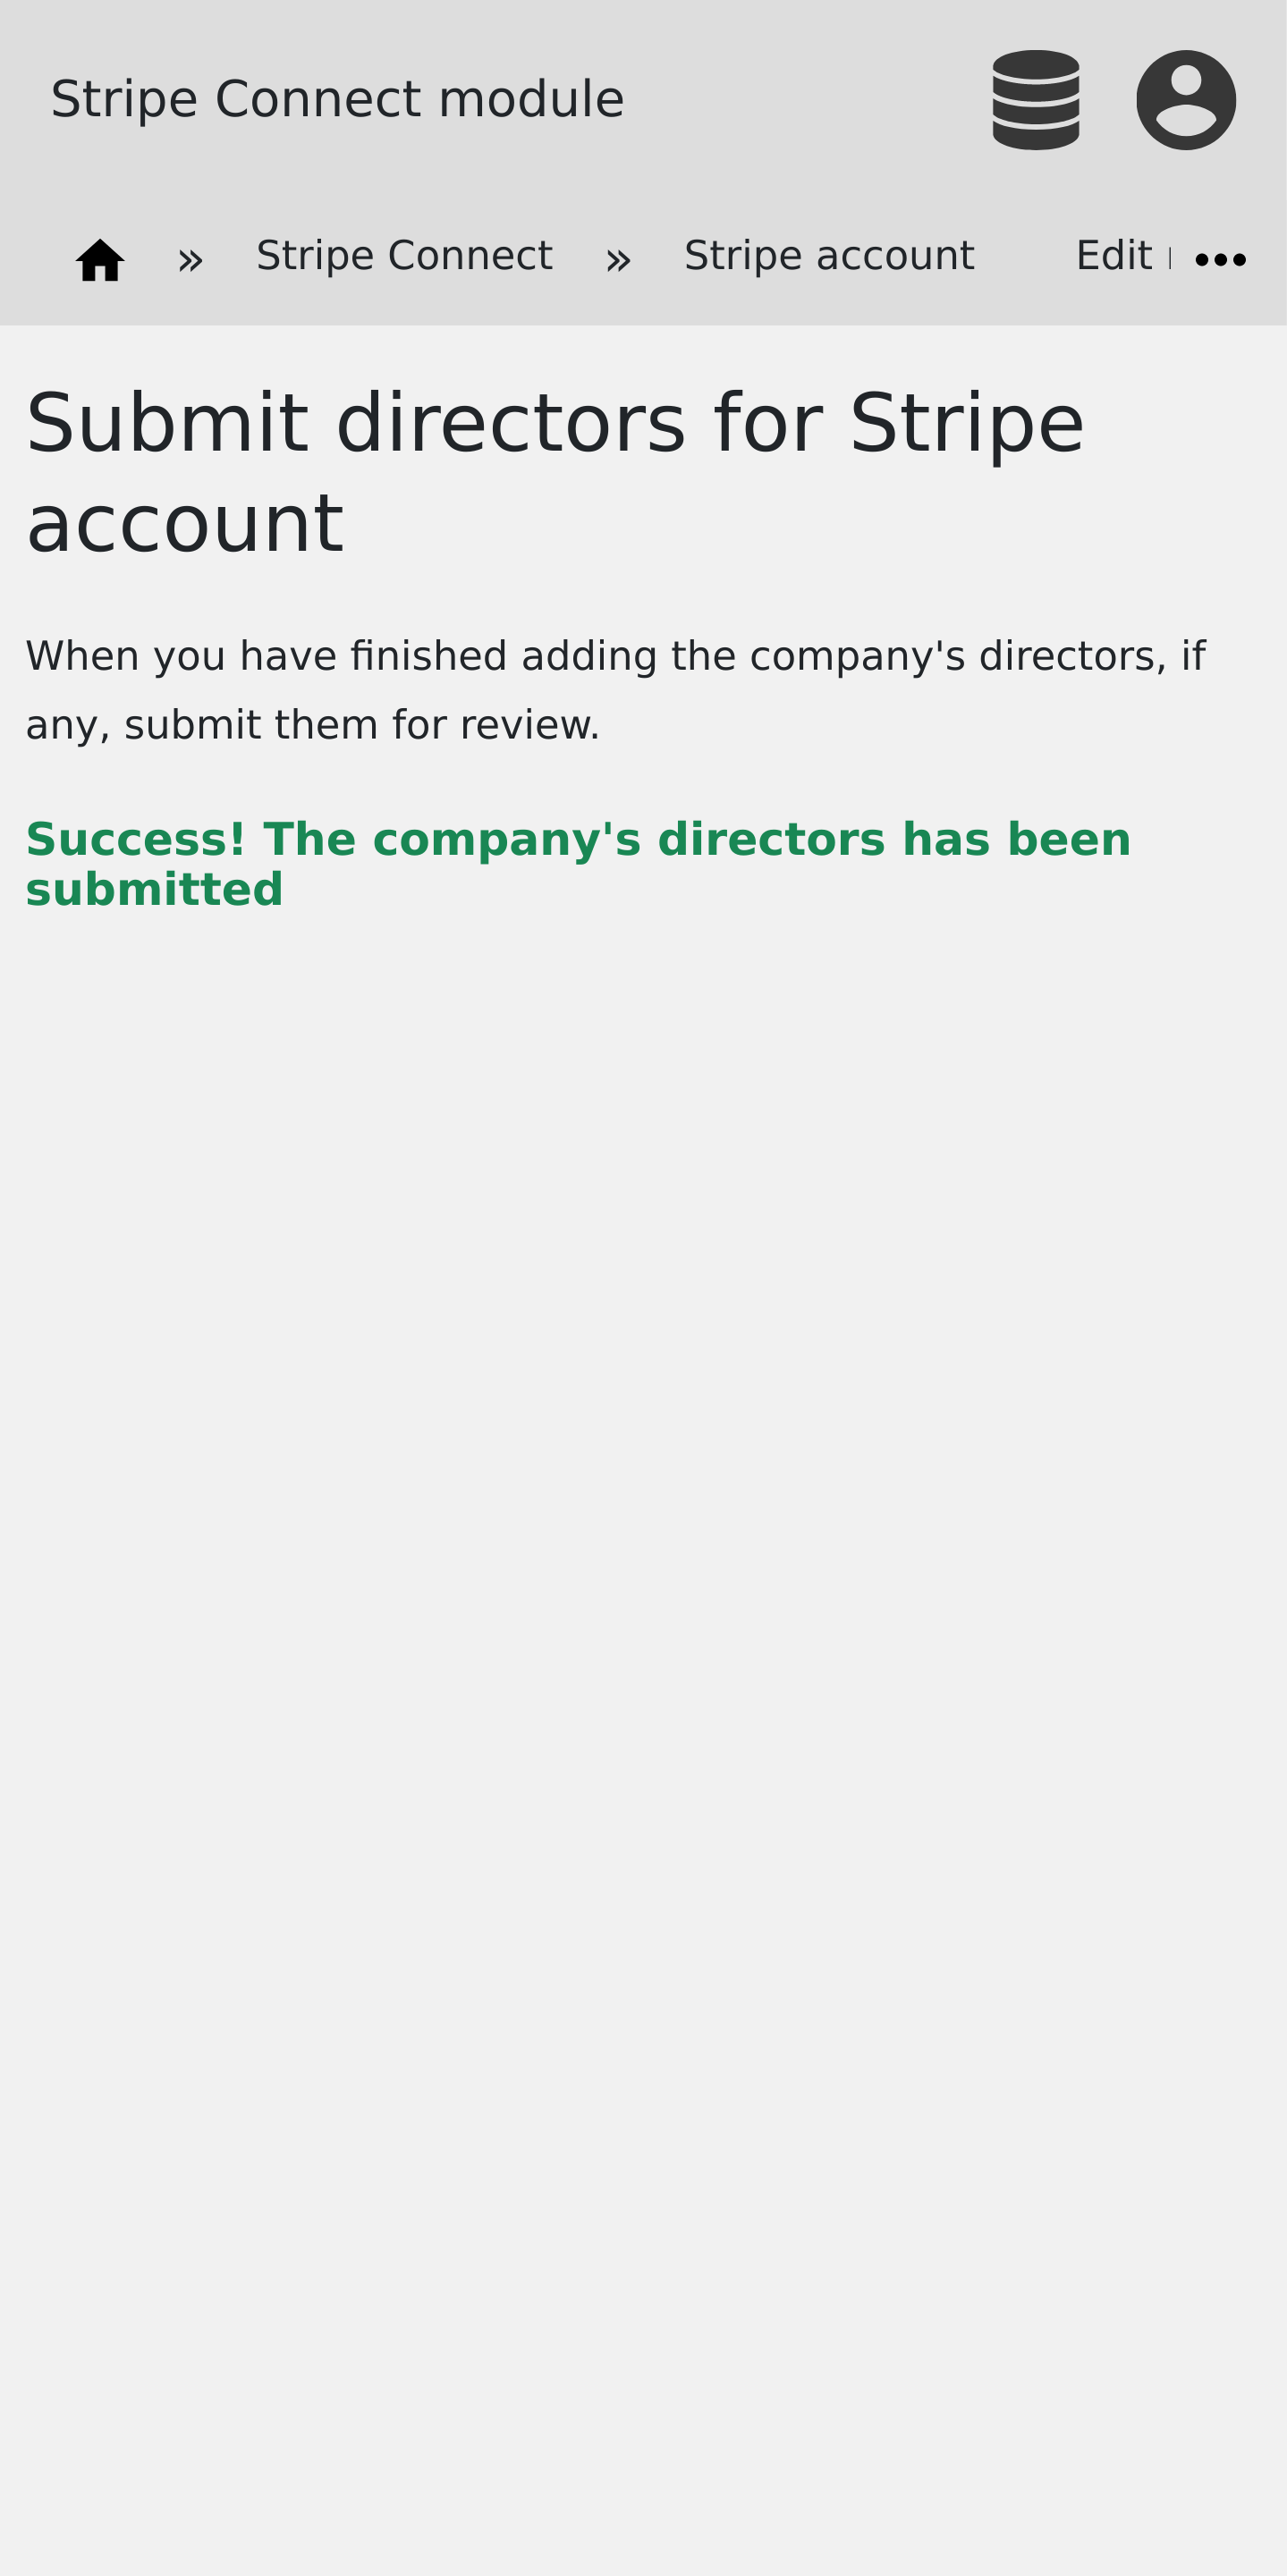 Stripe Connect module
» Stripe Connect » Stripe account Edit
Submit directors for Stripe
account
When you have finished adding the company's directors, if
any, submit them for review.
Success! The company's directors has been
submitted